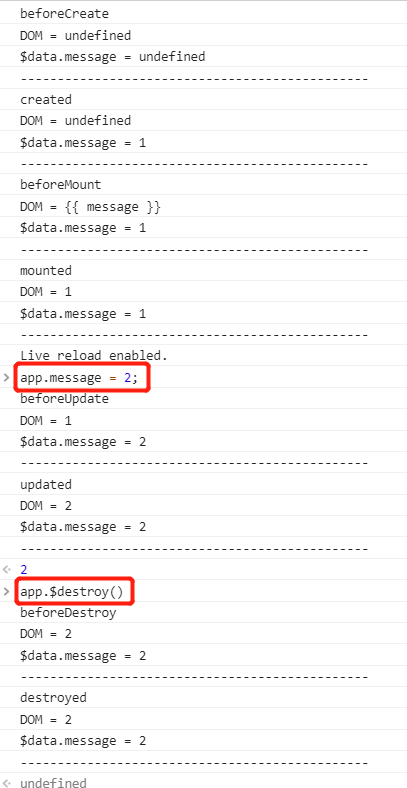 beforeCreate
DOM = undefined
$data.message = undefined
-----------------------------------------------
created
DOM = undefined
$data.message = 1
-----------------------------------------------
beforeMount
DOM = {{ message }}
$data.message = 1
-----------------------------------------------
mounted
DOM = 1
$data.message = 1
-----------------------------------------------
Live reload enabled.
> app.message = 2;
beforeUpdate
DOM = 1
$data.message = 2
-----------------------------------------------
updated
DOM = 2
$data.message = 2
-----------------------------------------------
2
> app.$destroy()
beforeDestroy
DOM = 2
$data.message = 2
-----------------------------------------------
destroyed
DOM = 2
$data.message = 2
-----------------------------------------------
undefined